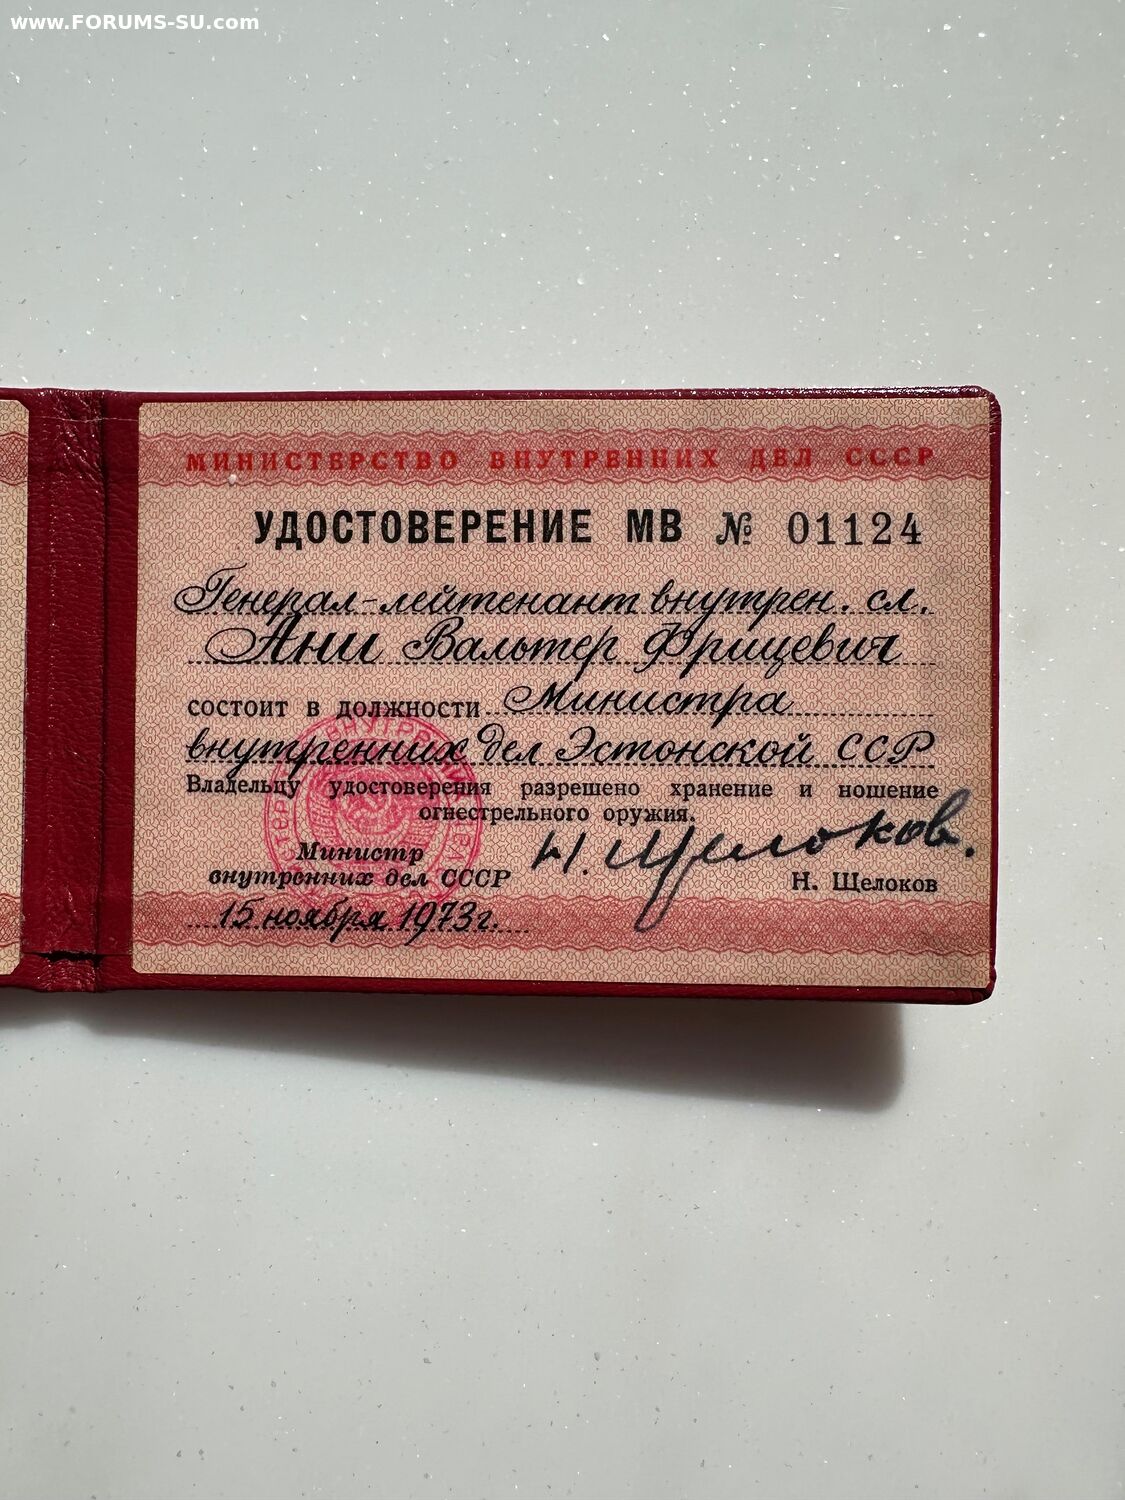 www.FORUMS-SU.com
МИНИСТЕРСТВО ВНУТРЕННИХ ДЕЛ СССР
УДОСТОВЕРЕНИЕ МВ № 01124
Генерал-лейтенант внутрен. сл.
Ани Вальтер Фрицевич
состоит в должности Министра
внутренних дел Эстонской ССР
Владельцу удостоверения разрешено хранение и ношение
огнестрельного оружия.
Министр
внутренних дел СССР
Н. Щелоков.
Н. Щелоков
15 ноября 1973г.